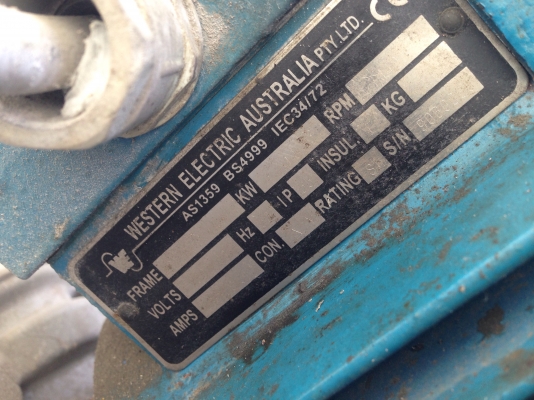 WESTERN ELECTRIC AUSTRALIA PTY. LTD. CE
AS1359 BS4999 IEC34/72
FRAME KW RPM
VOLTS Hz IP INSUL. KG
AMPS CON. RATING S/N